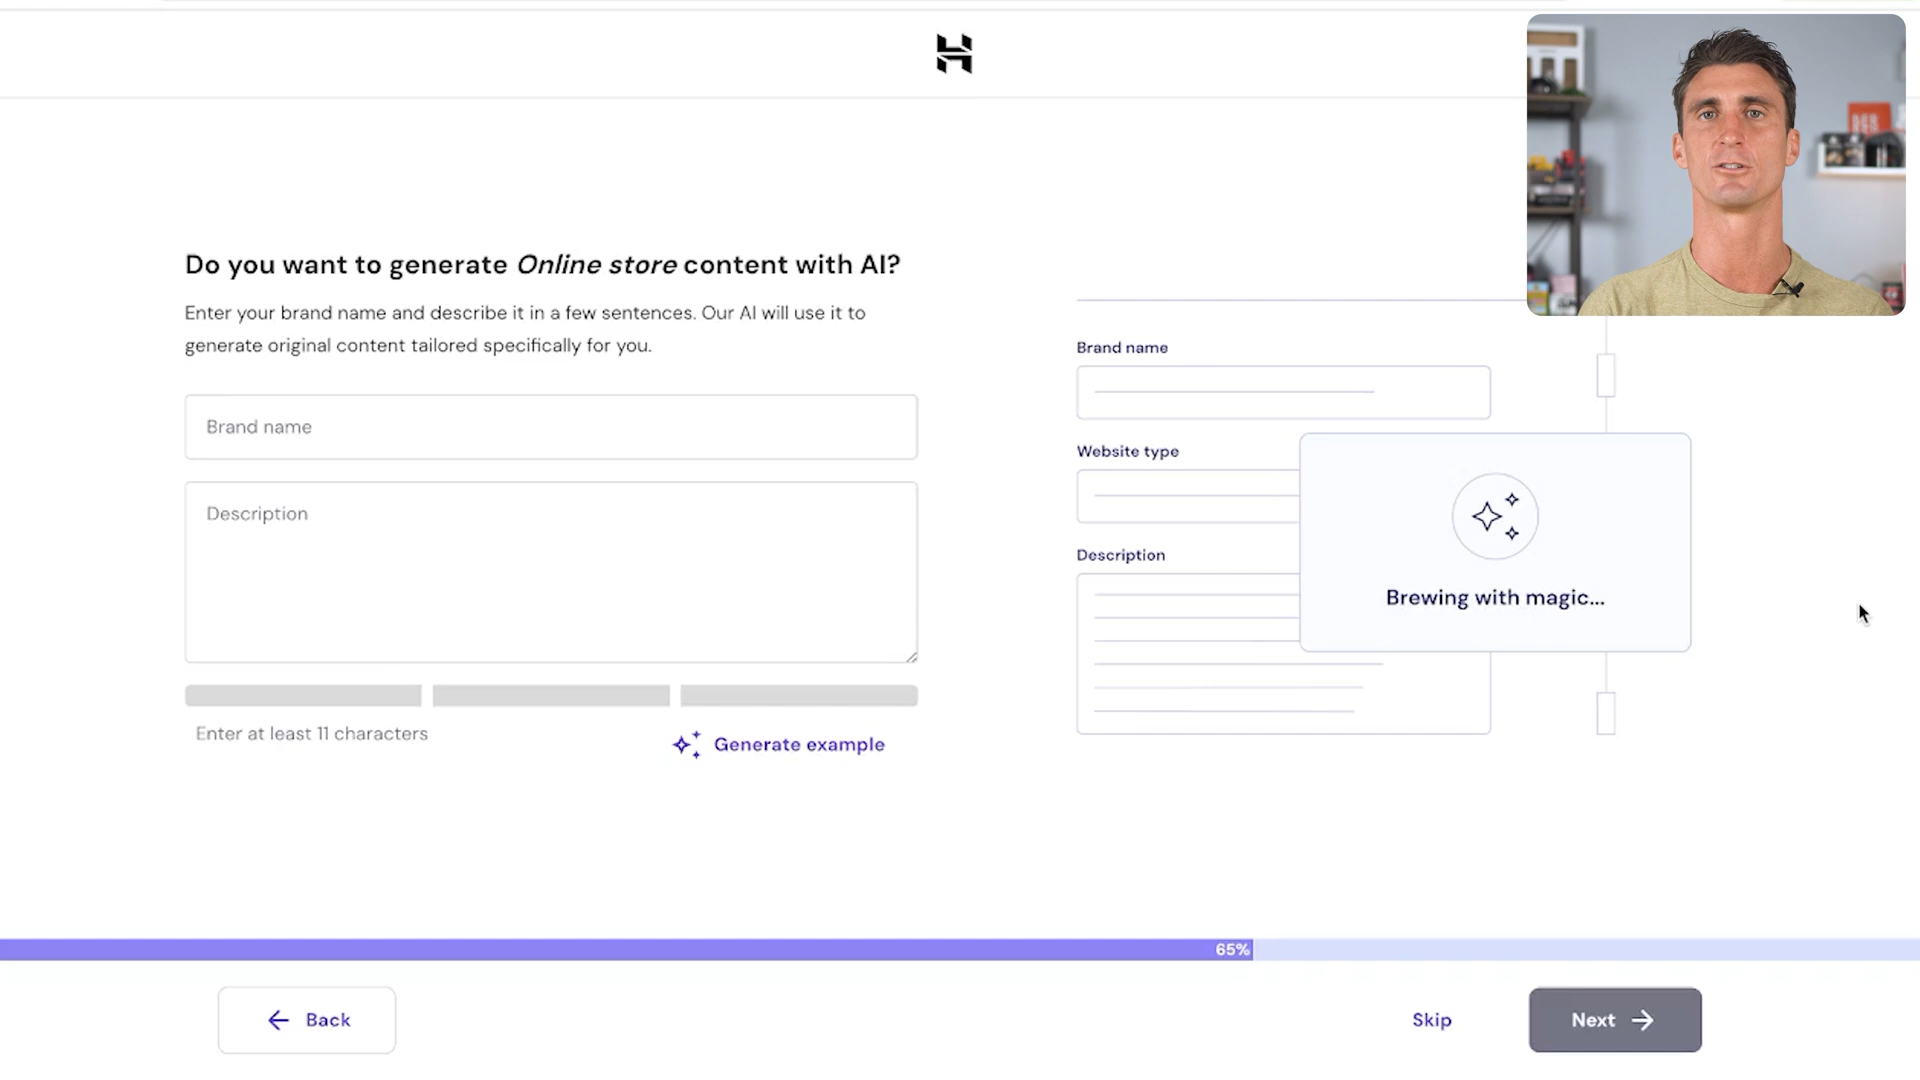 Do you want to generate Online store content with AI?
Enter your brand name and describe it in a few sentences. Our AI will use it to
generate original content tailored specifically for you.
Brand name
Description
Enter at least 11 characters
Generate example
Brand name
Website type
Description
Brewing with magic...
65%
Back
Skip
Next